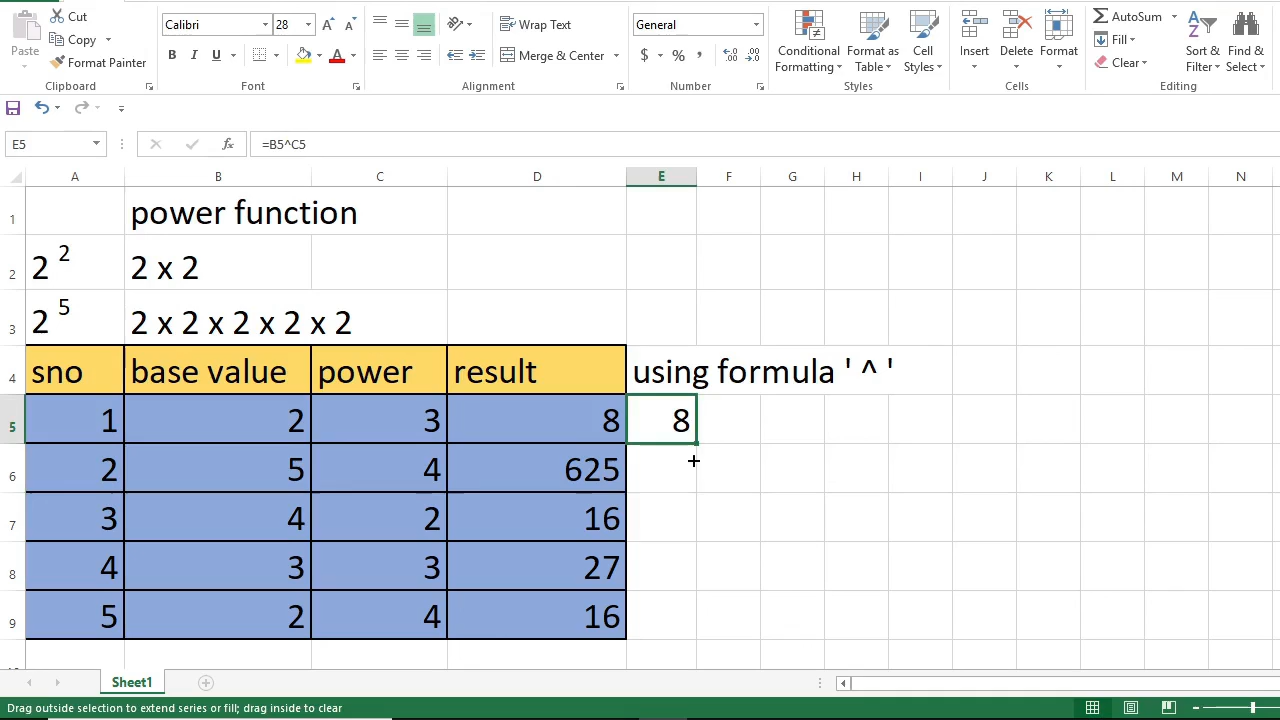 Cut
Calibri 28
Wrap Text
General
AutoSum
Paste
Copy
B I U
Merge & Center
$ % ,
Conditional Formatting
Format as Table
Cell Styles
Insert
Delete
Format
Fill
Sort & Filter
Find & Select
Format Painter
Clear
Clipboard
Font
Alignment
Number
Styles
Cells
Editing
E5
fx
=B5^C5
A B C D E F G H I J K L M N
1 power function
2 2 2 2 x 2
3 2 5 2 x 2 x 2 x 2 x 2
4 sno base value power result using formula ' ^ '
5 1 2 3 8 8
6 2 5 4 625
7 3 4 2 16
8 4 3 3 27
9 5 2 4 16
Sheet1
Drag outside selection to extend series or fill; drag inside to clear